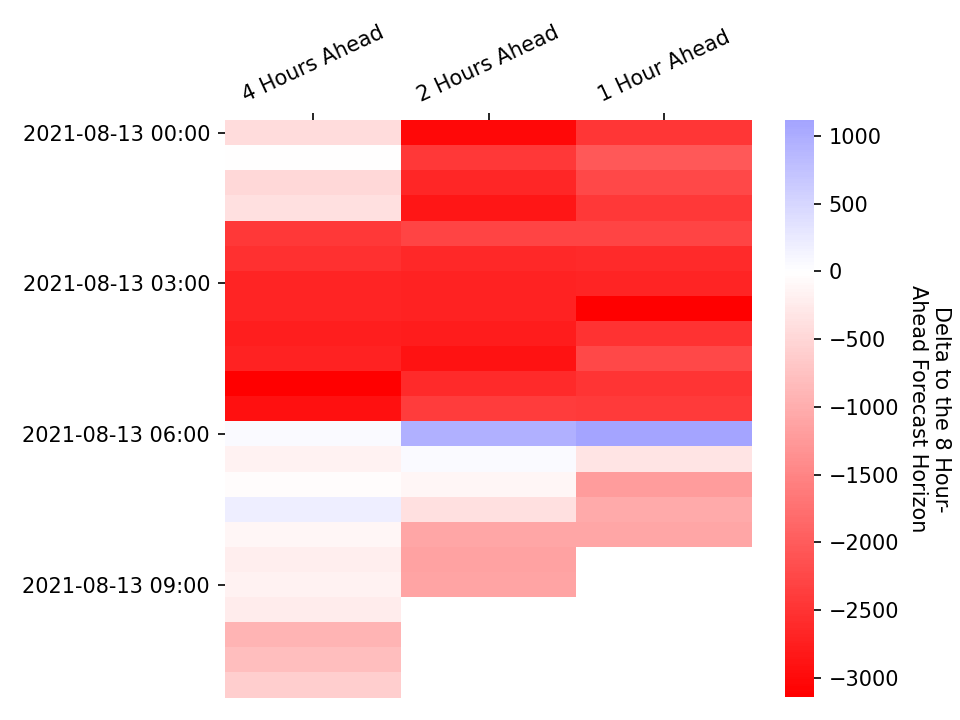 4 Hours Ahead
2 Hours Ahead
1 Hour Ahead
2021-08-13 00:00
2021-08-13 03:00
2021-08-13 06:00
2021-08-13 09:00
1000
500
0
−500
−1000
−1500
−2000
−2500
−3000
Delta to the 8 Hour-
Ahead Forecast Horizon